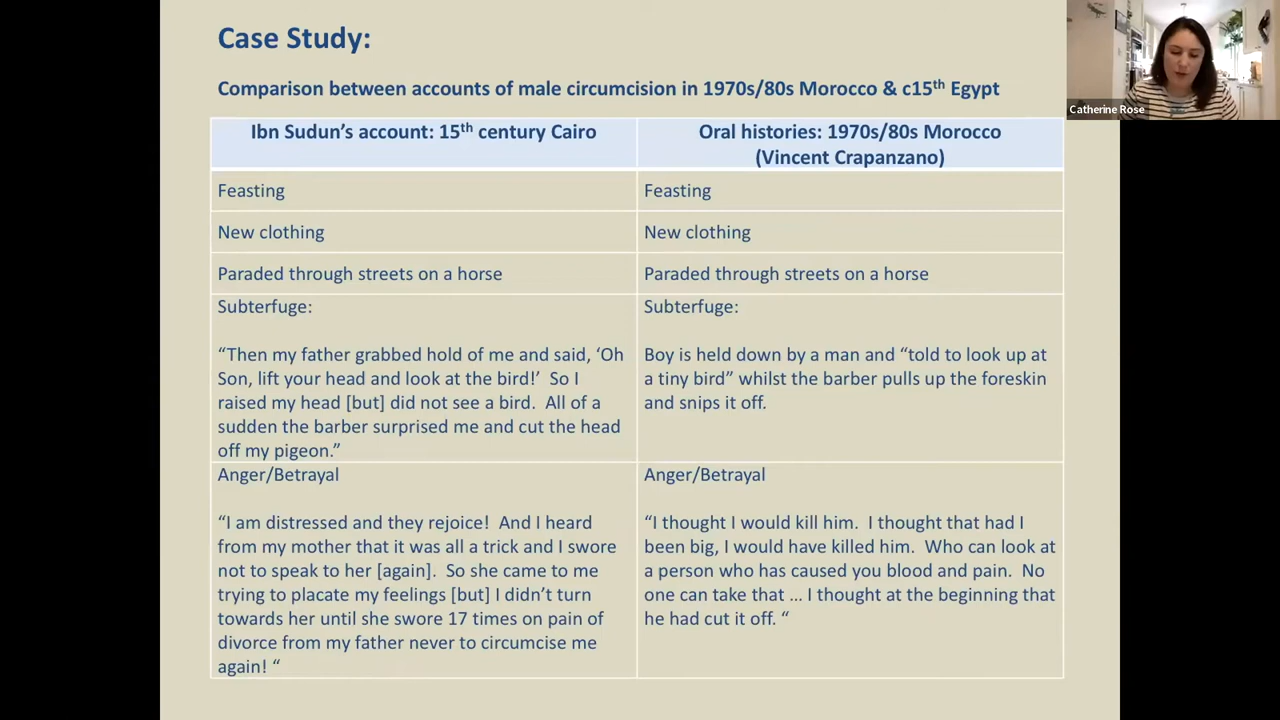 Case Study:
Comparison between accounts of male circumcision in 1970s/80s Morocco & c15th Egypt
Catherine Rose
Ibn Sudun's account: 15th century Cairo
Oral histories: 1970s/80s Morocco
(Vincent Crapanzano)
Feasting
Feasting
New clothing
New clothing
Paraded through streets on a horse
Paraded through streets on a horse
Subterfuge:
“Then my father grabbed hold of me and said, ‘Oh
Son, lift your head and look at the bird!’ So I
raised my head [but] did not see a bird. All of a
sudden the barber surprised me and cut the head
off my pigeon.”
Subterfuge:
Boy is held down by a man and “told to look up at
a tiny bird” whilst the barber pulls up the foreskin
and snips it off.
Anger/Betrayal
“I am distressed and they rejoice! And I heard
from my mother that it was all a trick and I swore
not to speak to her [again]. So she came to me
trying to placate my feelings [but] I didn’t turn
towards her until she swore 17 times on pain of
divorce from my father never to circumcise me
again! “
Anger/Betrayal
“I thought I would kill him. I thought that had I
been big, I would have killed him. Who can look at
a person who has caused you blood and pain. No
one can take that … I thought at the beginning that
he had cut it off. “